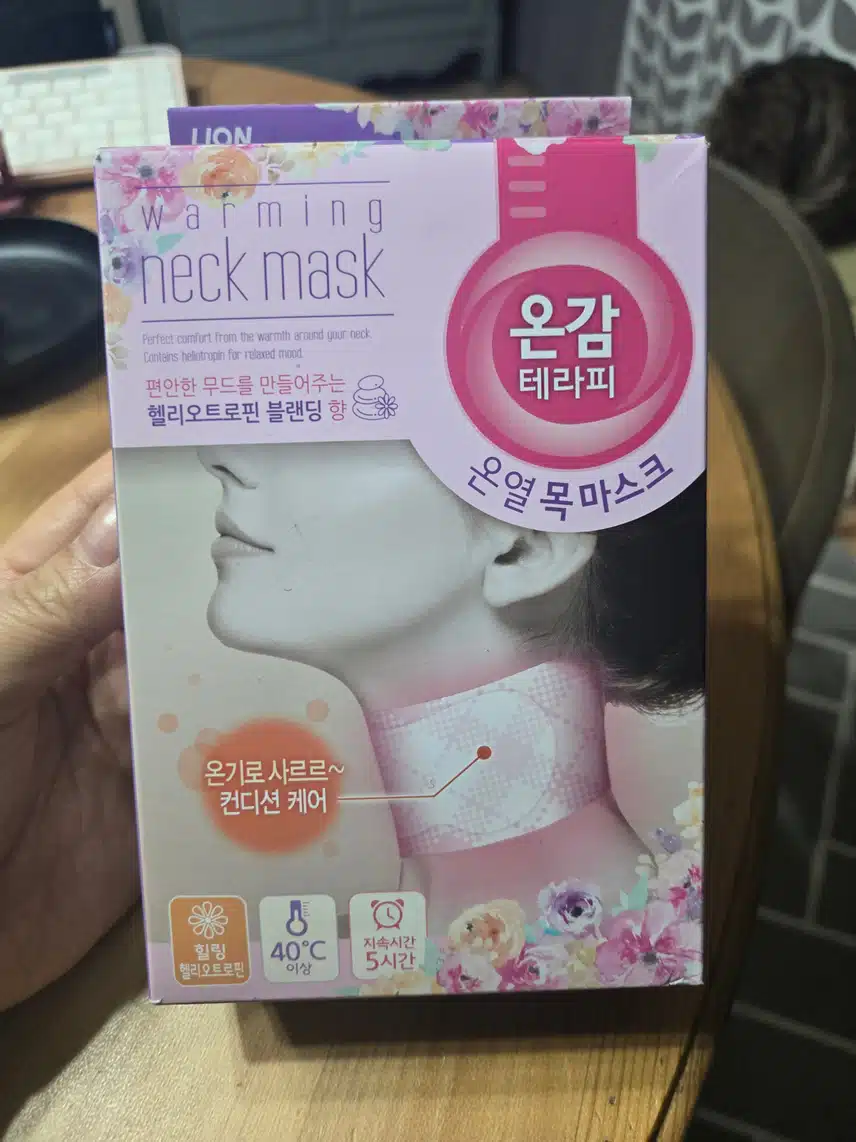 LION
warming
neck mask
Perfect comfort from the warmth around your neck.
Contains heliotropin for relaxed mood.
편안한 무드를 만들어주는
헬리오트로핀 블랜딩 향
온감
테라피
온열 목 마스크
온기로 사르르~
컨디션 케어
힐링
헬리오트로핀
40°C
이상
지속시간
5시간